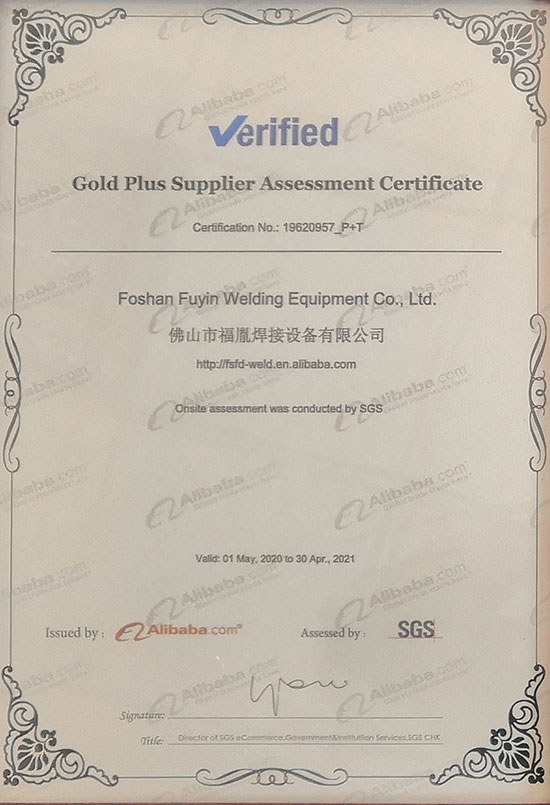 Verified
Gold Plus Supplier Assessment Certificate
Certification No.: 19620957_P+T
Foshan Fuyin Welding Equipment Co., Ltd.
佛山市福胤焊接设备有限公司
http://fsfd-weld.en.alibaba.com
Onsite assessment was conducted by SGS
Valid: 01 May, 2020 to 30 Apr., 2021
Issued by : Alibaba.com® Assessed by : SGS
Signature:
Title: Director of SGS eCommerce,Government&Institution Services,SGS CHK